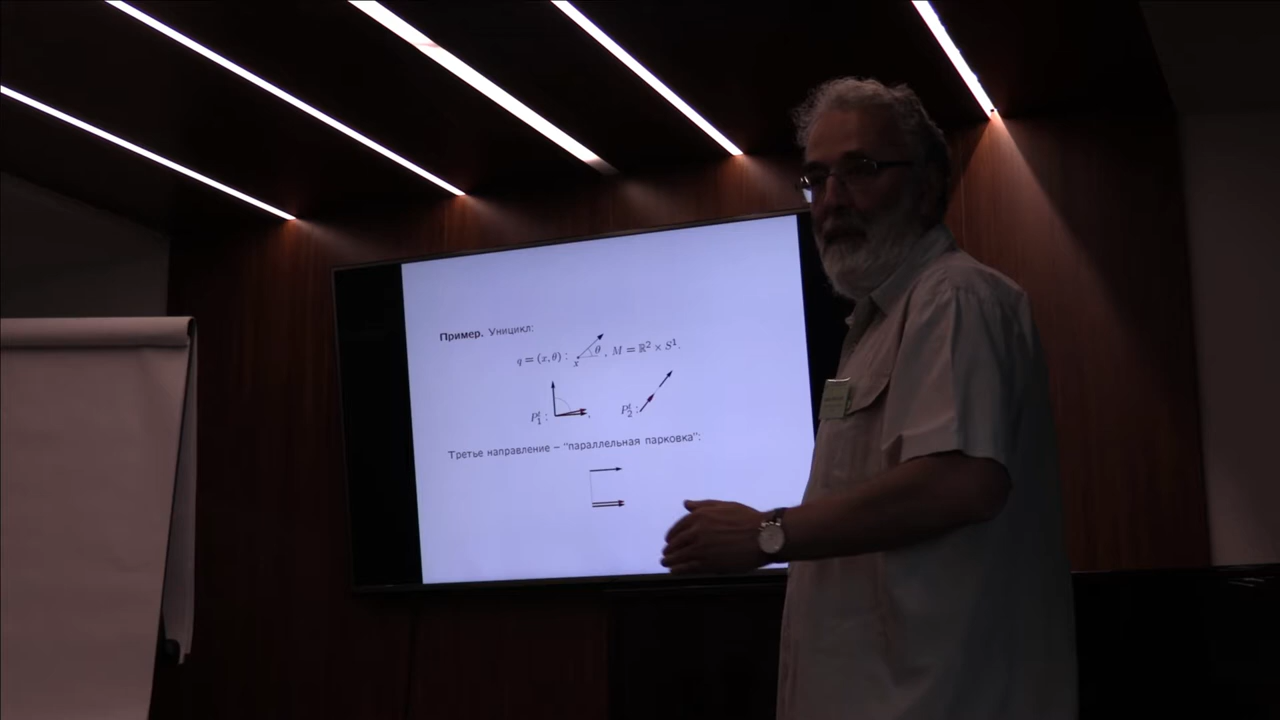 Пример. Уницикл:
q = (x, θ) : x θ , M = ℝ² × S¹.
P₁ᵗ : , P₂ᵗ :
Третье направление – "параллельная парковка":